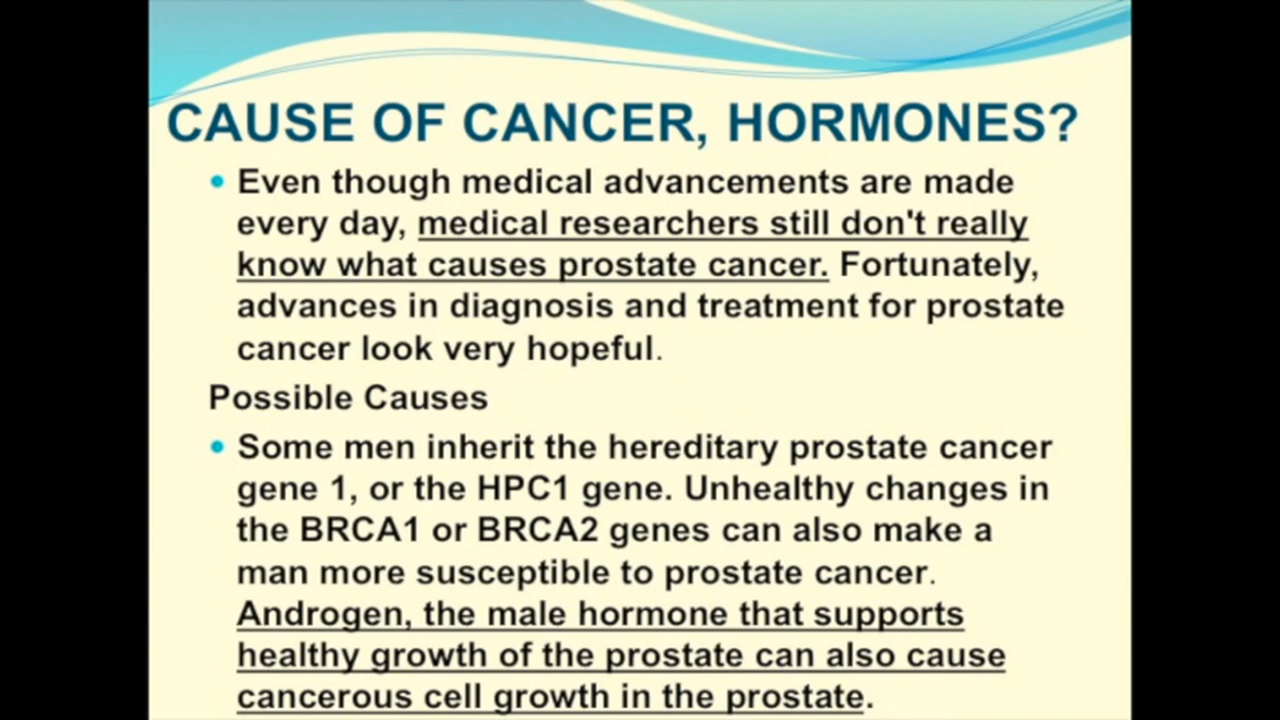 CAUSE OF CANCER, HORMONES?
Even though medical advancements are made
every day, medical researchers still don't really
know what causes prostate cancer. Fortunately,
advances in diagnosis and treatment for prostate
cancer look very hopeful.
Possible Causes
Some men inherit the hereditary prostate cancer
gene 1, or the HPC1 gene. Unhealthy changes in
the BRCA1 or BRCA2 genes can also make a
man more susceptible to prostate cancer.
Androgen, the male hormone that supports
healthy growth of the prostate can also cause
cancerous cell growth in the prostate.